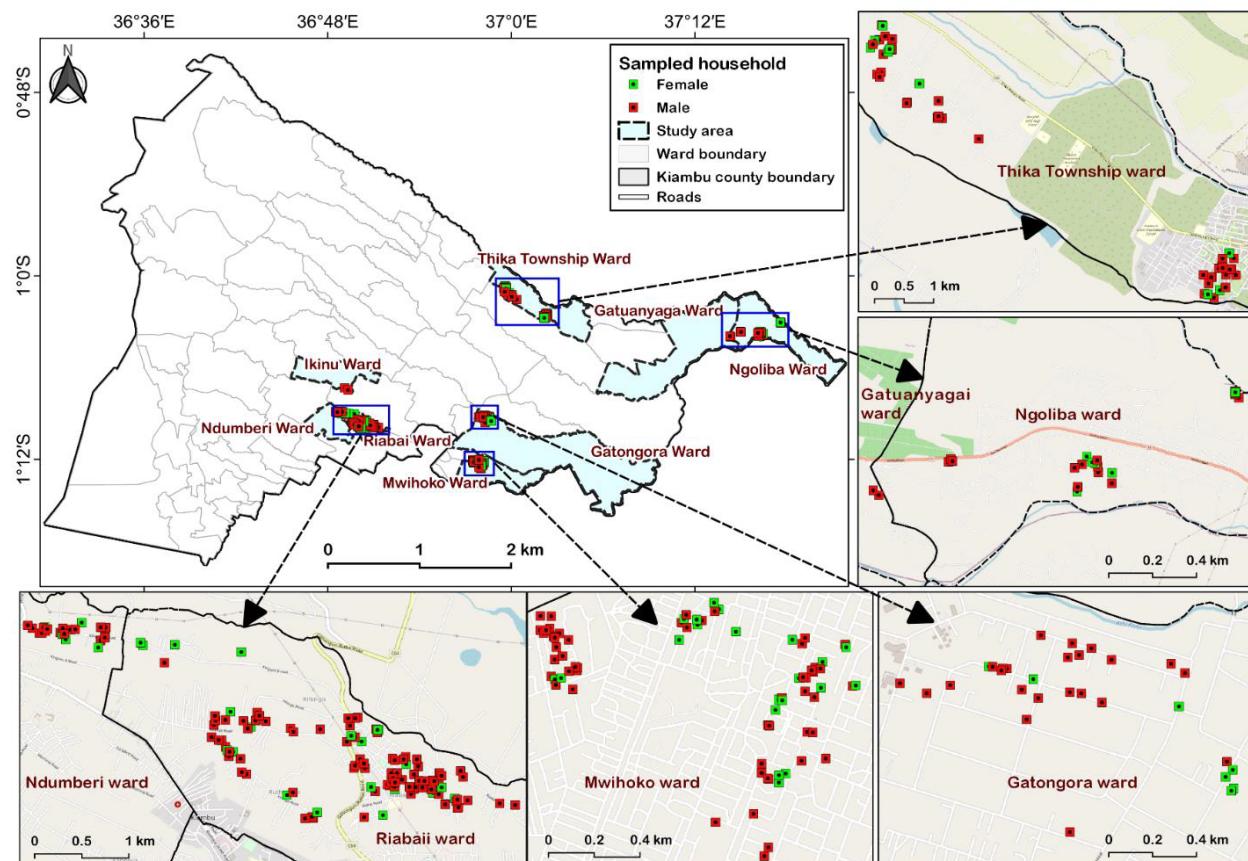 36°36'E
36°48'E
37°0'E
37°12'E
0°48'S
1°0'S
1°12'S
N
Sampled household
Female
Male
Study area
Ward boundary
Kiambu county boundary
Roads
Thika Township Ward
Gatuanyaga Ward
Ngoliba Ward
Ikinu Ward
Ndumberi Ward
Riabai Ward
Gatongora Ward
Mwihoko Ward
0 1 2 km
Thika Township ward
0 0.5 1 km
Gatuanyagai
ward
Ngoliba ward
0 0.2 0.4 km
Ndumberi ward
Kiambu
Riabaii ward
0 0.5 1 km
Mwihoko ward
0 0.2 0.4 km
Gatongora ward
0 0.2 0.4 km